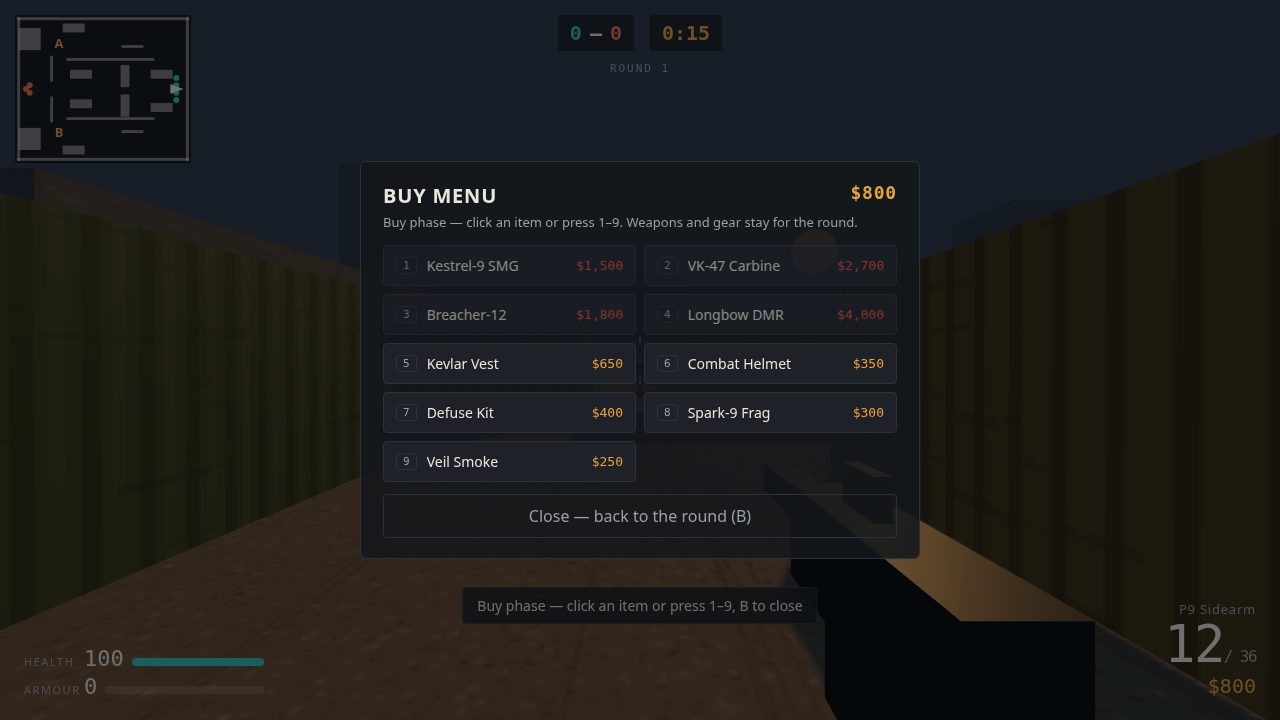 A
B
0 — 0
0:15
ROUND 1
BUY MENU
$800
Buy phase — click an item or press 1–9. Weapons and gear stay for the round.
1 Kestrel-9 SMG $1,500
2 VK-47 Carbine $2,700
3 Breacher-12 $1,800
4 Longbow DMR $4,000
5 Kevlar Vest $650
6 Combat Helmet $350
7 Defuse Kit $400
8 Spark-9 Frag $300
9 Veil Smoke $250
Close — back to the round (B)
Buy phase — click an item or press 1–9, B to close
HEALTH 100
ARMOUR 0
P9 Sidearm
12 / 36
$800